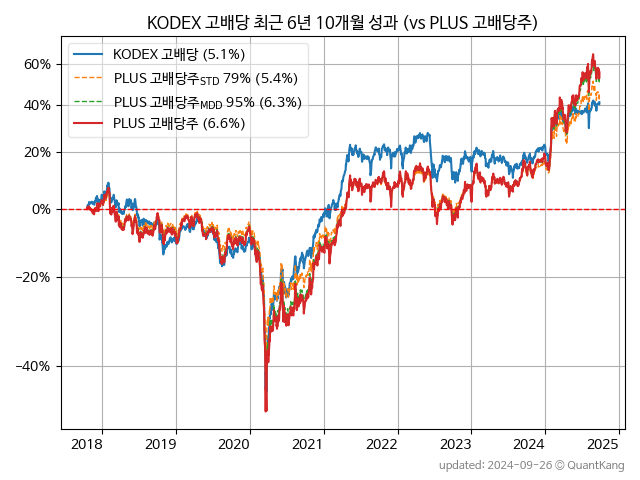 KODEX 고배당 최근 6년 10개월 성과 (vs PLUS 고배당주)
KODEX 고배당 (5.1%)
PLUS 고배당주STD 79% (5.4%)
PLUS 고배당주MDD 95% (6.3%)
PLUS 고배당주 (6.6%)
60%
40%
20%
0%
−20%
−40%
2018 2019 2020 2021 2022 2023 2024 2025
updated: 2024-09-26 © QuantKang